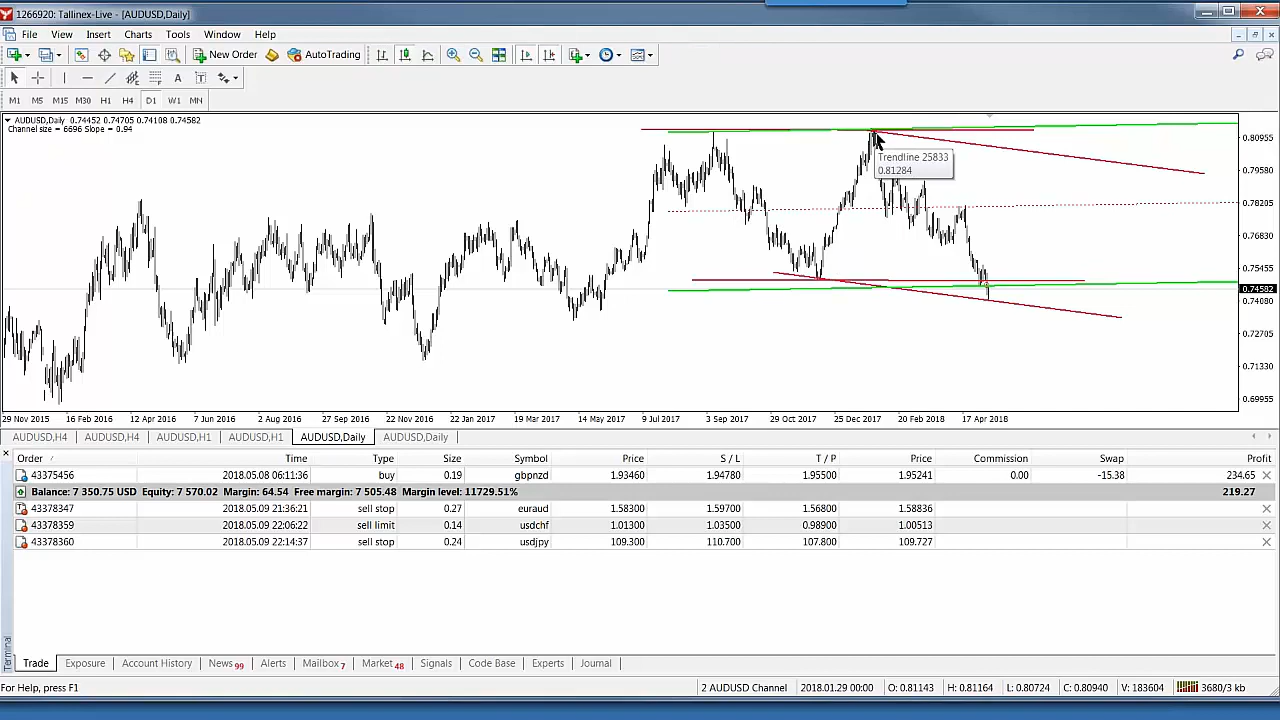 1266920: Tallinex-Live - [AUDUSD,Daily]
File View Insert Charts Tools Window Help
New Order AutoTrading
A T
M1 M5 M15 M30 H1 H4 D1 W1 MN
AUDUSD,Daily 0.74452 0.74705 0.74108 0.74582
Channel size = 6696 Slope = 0.94
0.80955
Trendline 25833
0.81284
0.79580
0.78205
0.76830
0.75455
0.74582
0.74080
0.72705
0.71330
0.69955
29 Nov 2015 16 Feb 2016 12 Apr 2016 7 Jun 2016 2 Aug 2016 27 Sep 2016 22 Nov 2016 22 Jan 2017 19 Mar 2017 14 May 2017 9 Jul 2017 3 Sep 2017 29 Oct 2017 25 Dec 2017 20 Feb 2018 17 Apr 2018
AUDUSD,H4 AUDUSD,H4 AUDUSD,H1 AUDUSD,H1 AUDUSD,Daily AUDUSD,Daily
Order Time Type Size Symbol Price S / L T / P Price Commission Swap Profit
43375456 2018.05.08 06:11:36 buy 0.19 gbpnzd 1.93460 1.94780 1.95500 1.95241 0.00 -15.38 234.65
Balance: 7 350.75 USD Equity: 7 570.02 Margin: 64.54 Free margin: 7 505.48 Margin level: 11729.51% 219.27
43378347 2018.05.09 21:36:21 sell stop 0.27 euraud 1.58300 1.59700 1.56800 1.58836
43378359 2018.05.09 22:06:22 sell limit 0.14 usdchf 1.01300 1.03500 0.98900 1.00513
43378360 2018.05.09 22:14:37 sell stop 0.24 usdjpy 109.300 110.700 107.800 109.727
Terminal
Trade Exposure Account History News 99 Alerts Mailbox 7 Market 48 Signals Code Base Experts Journal
For Help, press F1 2 AUDUSD Channel 2018.01.29 00:00 O: 0.81143 H: 0.81164 L: 0.80724 C: 0.80940 V: 183604 3680/3 kb